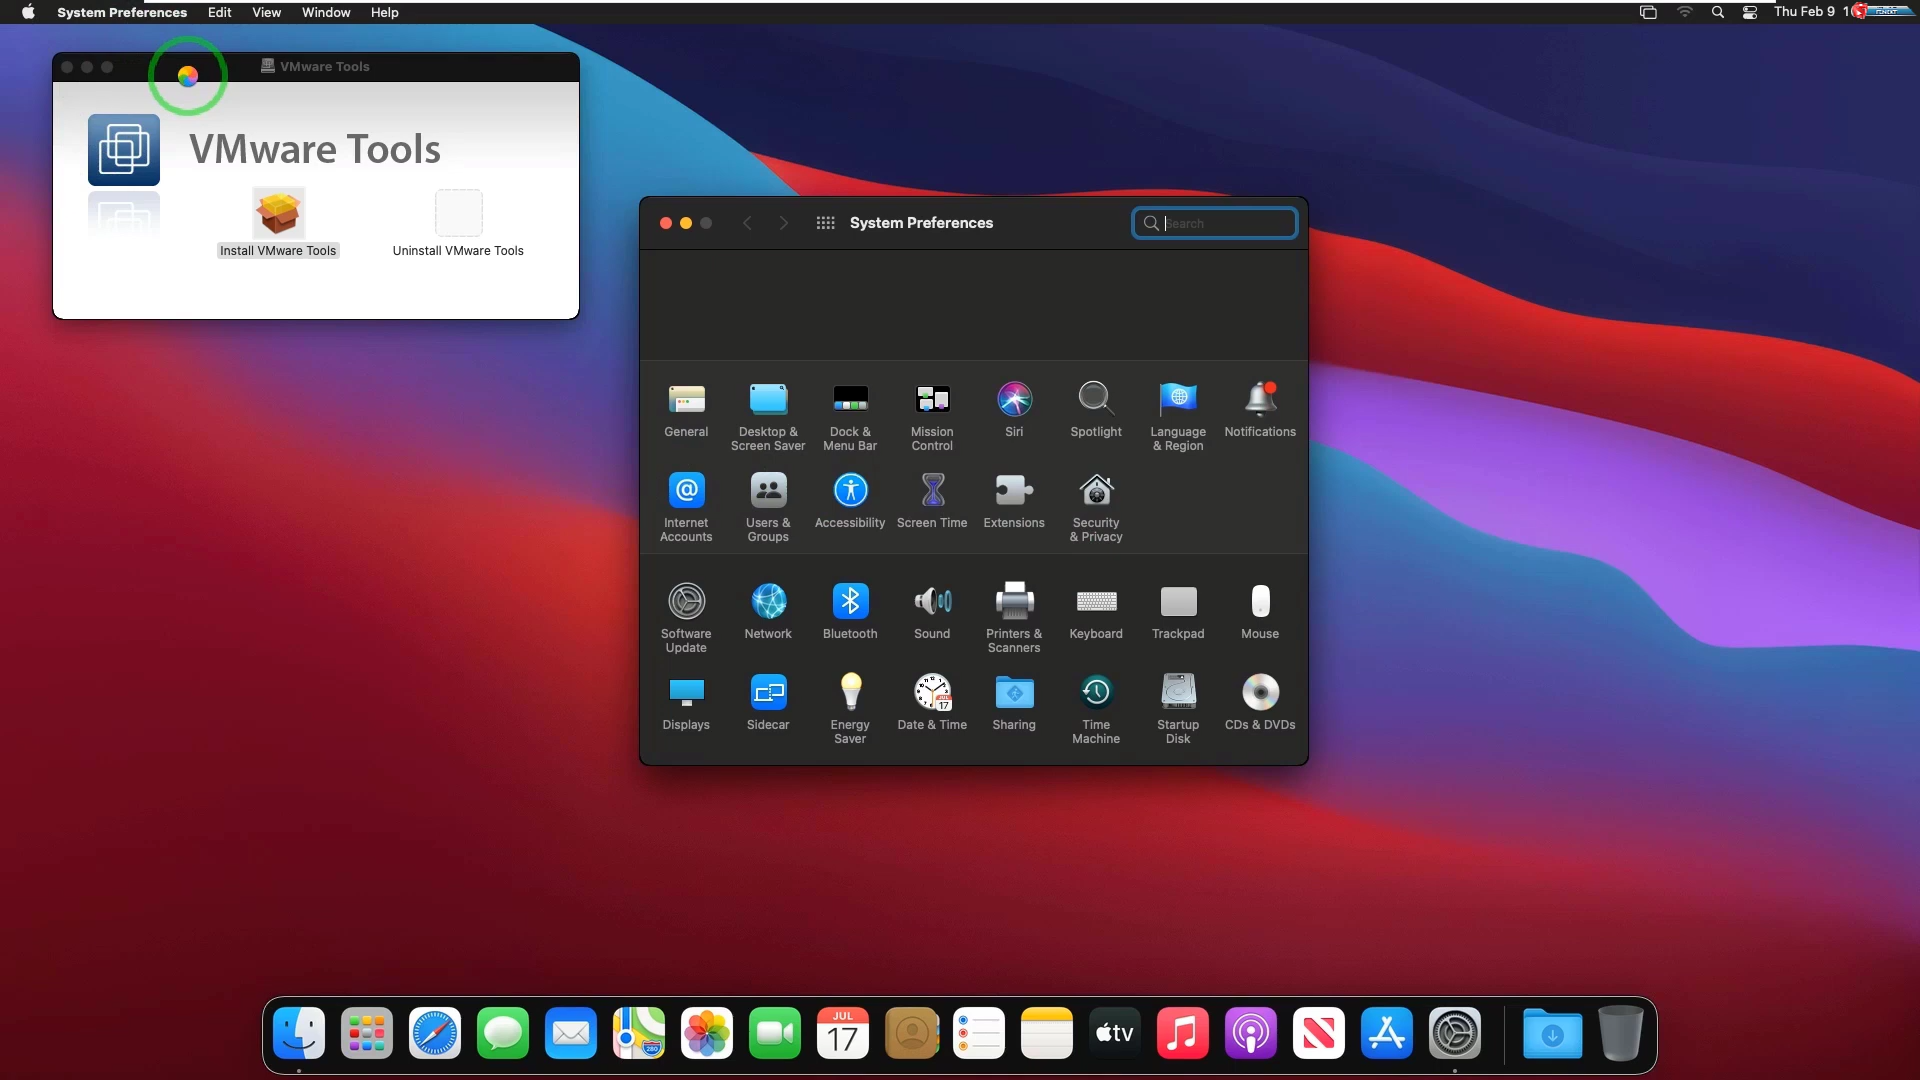 System Preferences Edit View Window Help
Thu Feb 9 1
VMware Tools
VMware Tools
Install VMware Tools
Uninstall VMware Tools
System Preferences
Search
General
Desktop &
Screen Saver
Dock &
Menu Bar
Mission
Control
Siri
Spotlight
Language
& Region
Notifications
Internet
Accounts
Users &
Groups
Accessibility
Screen Time
Extensions
Security
& Privacy
Software
Update
Network
Bluetooth
Sound
Printers &
Scanners
Keyboard
Trackpad
Mouse
Displays
Sidecar
Energy
Saver
Date & Time
Sharing
Time
Machine
Startup
Disk
CDs & DVDs
JUL
17
tv